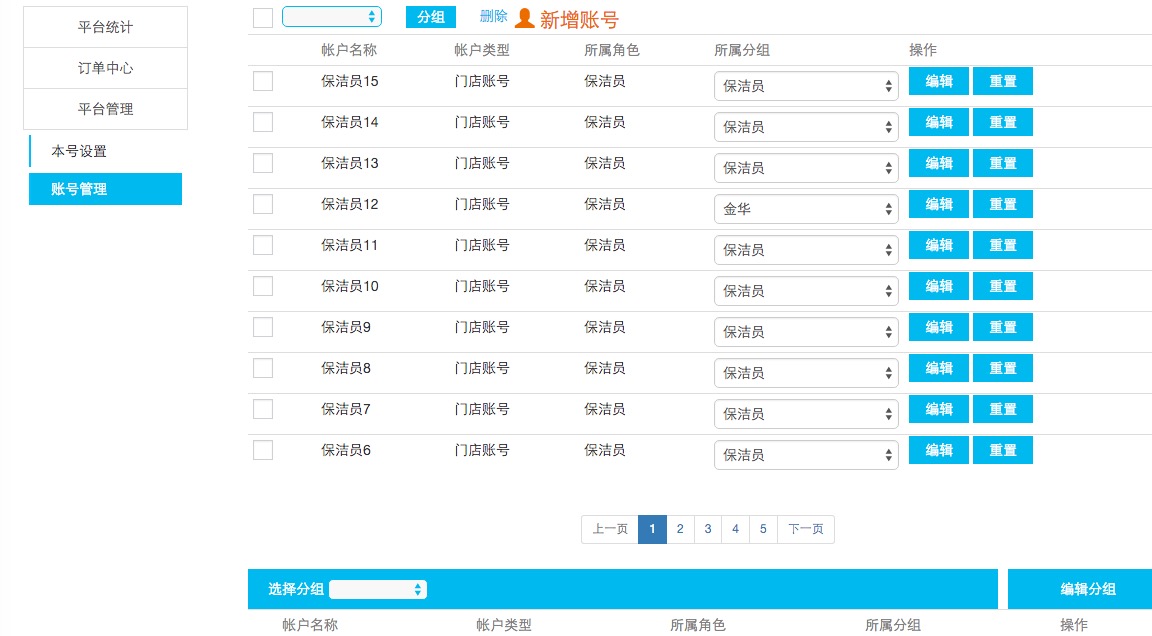 平台统计
订单中心
平台管理
本号设置
账号管理
分组 删除 新增账号
帐户名称 帐户类型 所属角色 所属分组 操作
保洁员15 门店账号 保洁员 保洁员 编辑 重置
保洁员14 门店账号 保洁员 保洁员 编辑 重置
保洁员13 门店账号 保洁员 保洁员 编辑 重置
保洁员12 门店账号 保洁员 金华 编辑 重置
保洁员11 门店账号 保洁员 保洁员 编辑 重置
保洁员10 门店账号 保洁员 保洁员 编辑 重置
保洁员9 门店账号 保洁员 保洁员 编辑 重置
保洁员8 门店账号 保洁员 保洁员 编辑 重置
保洁员7 门店账号 保洁员 保洁员 编辑 重置
保洁员6 门店账号 保洁员 保洁员 编辑 重置
上一页 1 2 3 4 5 下一页
选择分组 编辑分组
帐户名称 帐户类型 所属角色 所属分组 操作